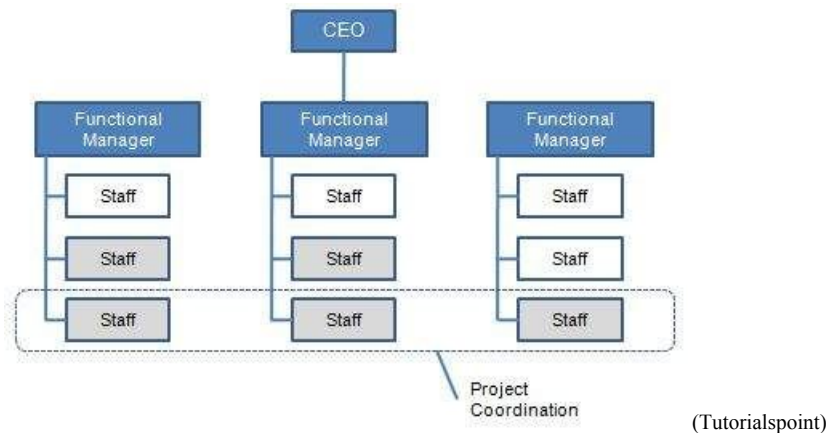 CEO
Functional
Manager
Functional
Manager
Functional
Manager
Staff
Staff
Staff
Staff
Staff
Staff
Staff
Staff
Staff
Project
Coordination
(Tutorialspoint)